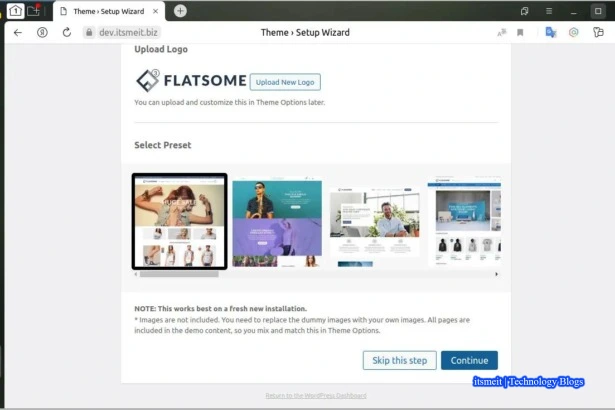 1
Theme › Setup Wizard
dev.itsmeit.biz
Theme › Setup Wizard
Upload Logo
3
FLATSOME
Upload New Logo
You can upload and customize this in Theme Options later.
Select Preset
HUGE SALE
NOTE: This works best on a fresh new installation.
* Images are not included. You need to replace the dummy images with your own images. All pages are
included in the demo content, so you mix and match this in Theme Options.
Skip this step
Continue
itsmeit | Technology Blogs
Return to the WordPress Dashboard